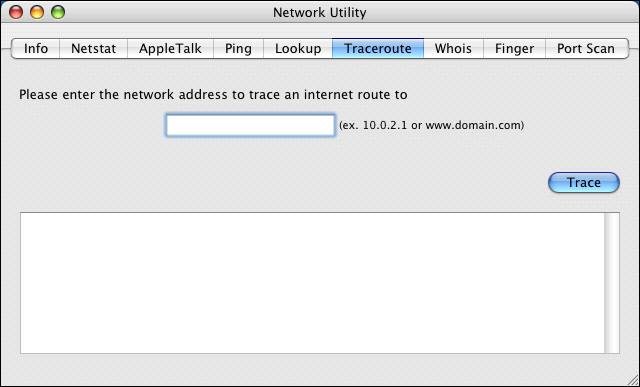 Network Utility
Info Netstat AppleTalk Ping Lookup Traceroute Whois Finger Port Scan
Please enter the network address to trace an internet route to
(ex. 10.0.2.1 or www.domain.com)
Trace